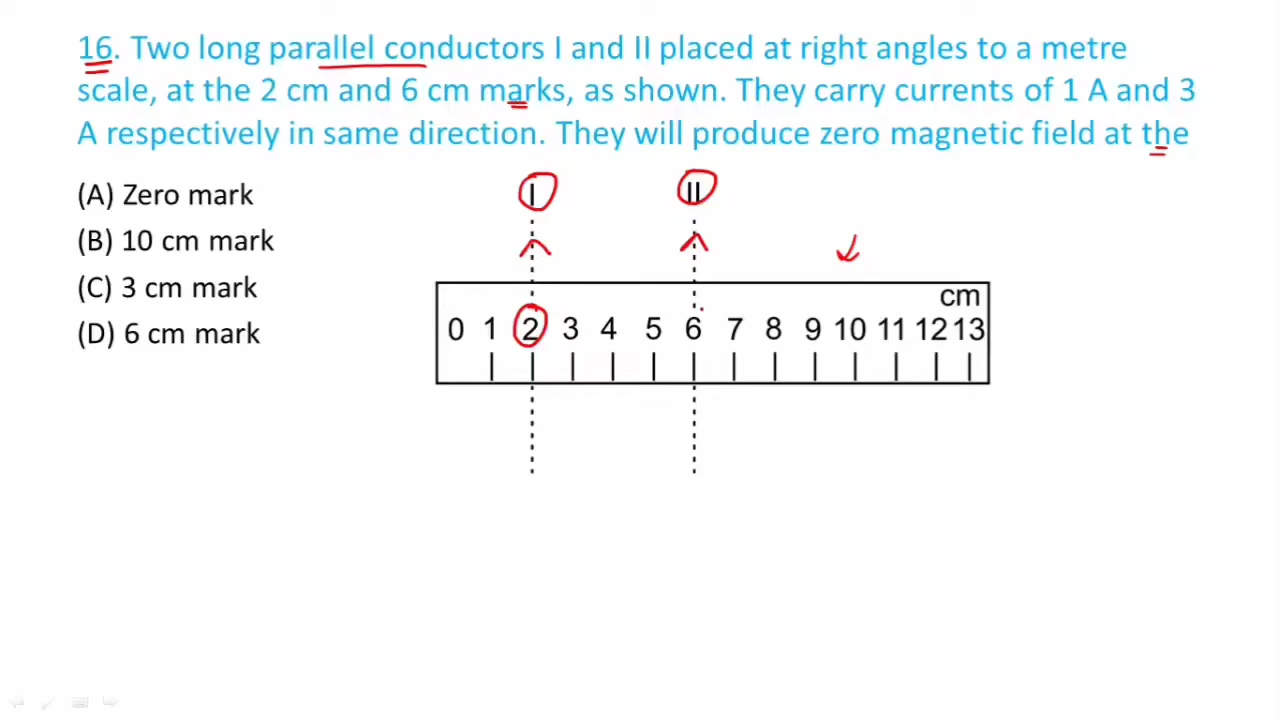 16. Two long parallel conductors I and II placed at right angles to a metre
scale, at the 2 cm and 6 cm marks, as shown. They carry currents of 1 A and 3
A respectively in same direction. They will produce zero magnetic field at the
(A) Zero mark
(B) 10 cm mark
(C) 3 cm mark
(D) 6 cm mark
I II
cm
0 1 2 3 4 5 6 7 8 9 10 11 12 13